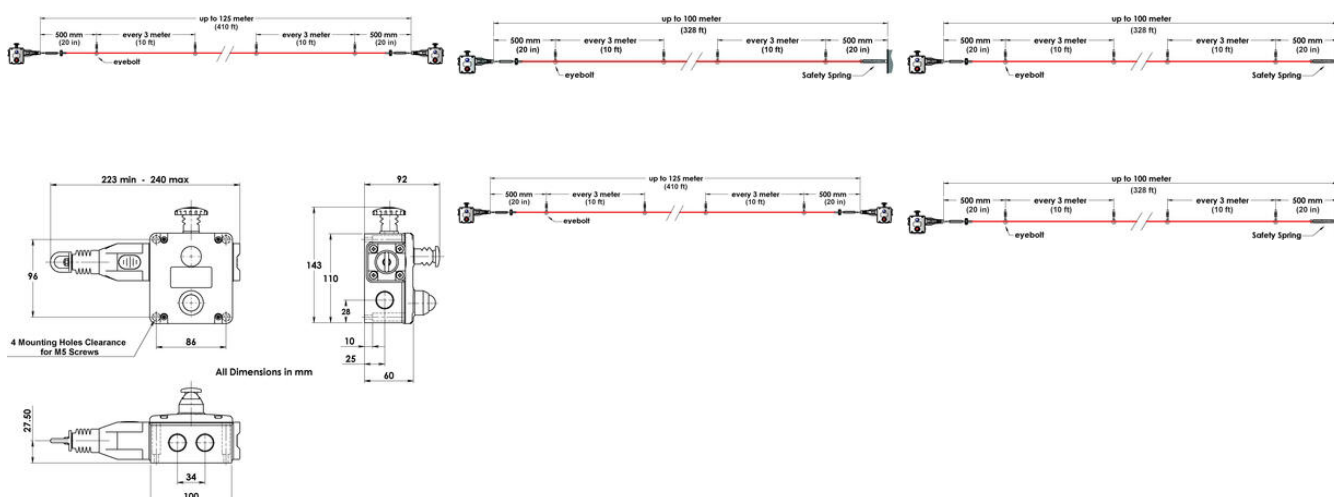 up to 125 meter
(410 ft)
500 mm
(20 in)
every 3 meter
(10 ft)
every 3 meter
(10 ft)
500 mm
(20 in)
eyebolt
up to 100 meter
(328 ft)
500 mm
(20 in)
every 3 meter
(10 ft)
every 3 meter
(10 ft)
500 mm
(20 in)
eyebolt
Safety Spring
up to 100 meter
(328 ft)
500 mm
(20 in)
every 3 meter
(10 ft)
every 3 meter
(10 ft)
500 mm
(20 in)
eyebolt
Safety Spring
223 min - 240 max
96
86
4 Mounting Holes Clearance
for M5 Screws
92
143
110
28
10
25
60
All Dimensions in mm
27.50
34
100
up to 125 meter
(410 ft)
500 mm
(20 in)
every 3 meter
(10 ft)
every 3 meter
(10 ft)
500 mm
(20 in)
eyebolt
up to 100 meter
(328 ft)
500 mm
(20 in)
every 3 meter
(10 ft)
every 3 meter
(10 ft)
500 mm
(20 in)
eyebolt
Safety Spring